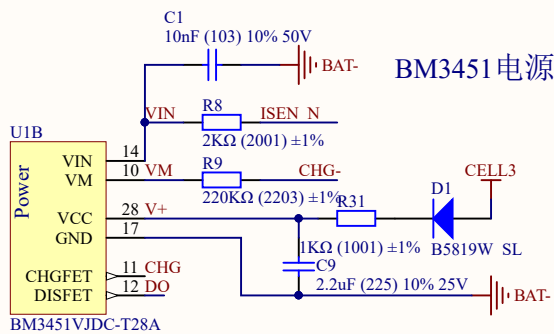 C1
10nF (103) 10% 50V
BAT-
BM3451电源
VIN
R8
ISEN_N
2KΩ (2001) ±1%
U1B
Power
VIN
14
VM
10
VM
R9
CHG-
220KΩ (2203) ±1%
CELL3
VCC
28
V+
R31
D1
GND
17
1KΩ (1001) ±1%
B5819W_SL
C9
2.2uF (225) 10% 25V
BAT-
CHGFET
11
CHG
DISFET
12
DO
BM3451VJDC-T28A